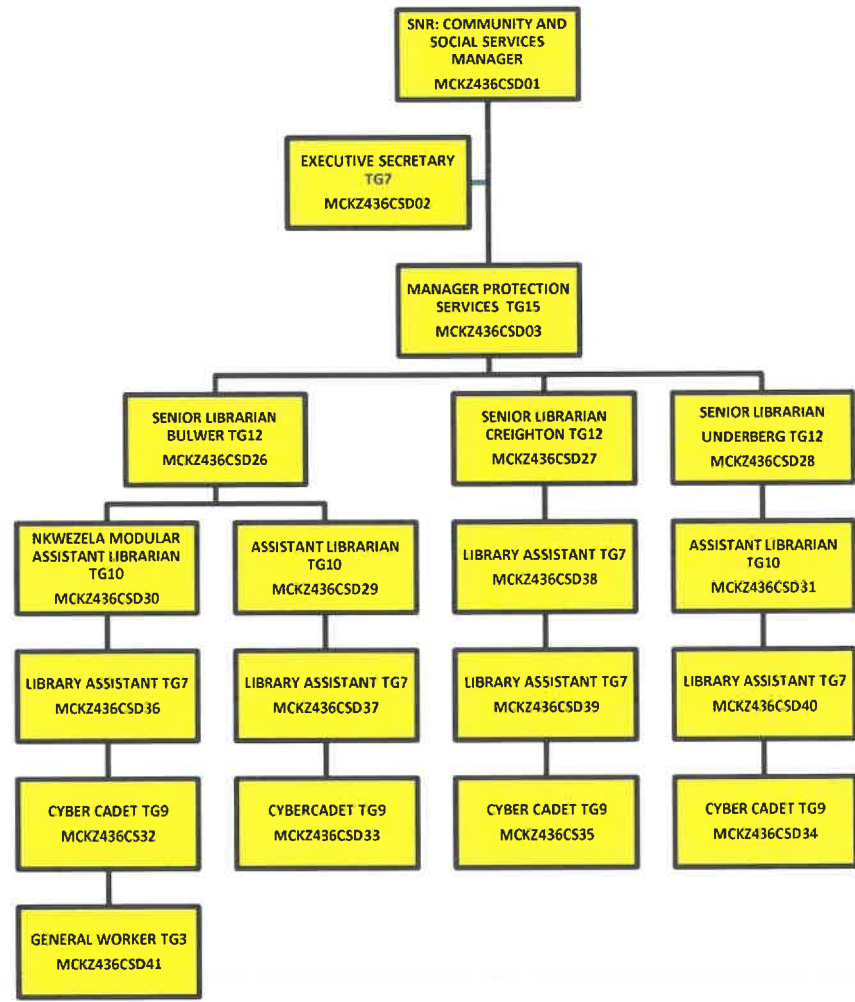 SNR: COMMUNITY AND
SOCIAL SERVICES
MANAGER
MCKZ436CSD01
EXECUTIVE SECRETARY
TG7
MCKZ436CSD02
MANAGER PROTECTION
SERVICES TG15
MCKZ436CSD03
SENIOR LIBRARIAN
BULWER TG12
MCKZ436CSD26
SENIOR LIBRARIAN
CREIGHTON TG12
MCKZ436CSD27
SENIOR LIBRARIAN
UNDERBERG TG12
MCKZ436CSD28
NKWEZELA MODULAR
ASSISTANT LIBRARIAN
TG10
MCKZ436CSD30
ASSISTANT LIBRARIAN
TG10
MCKZ436CSD29
LIBRARY ASSISTANT TG7
MCKZ436CSD38
ASSISTANT LIBRARIAN
TG10
MCKZ436CSD31
LIBRARY ASSISTANT TG7
MCKZ436CSD36
LIBRARY ASSISTANT TG7
MCKZ436CSD37
LIBRARY ASSISTANT TG7
MCKZ436CSD39
LIBRARY ASSISTANT TG7
MCKZ436CSD40
CYBER CADET TG9
MCKZ436CS32
CYBERCADET TG9
MCKZ436CSD33
CYBER CADET TG9
MCKZ436CS35
CYBER CADET TG9
MCKZ436CSD34
GENERAL WORKER TG3
MCKZ436CSD41